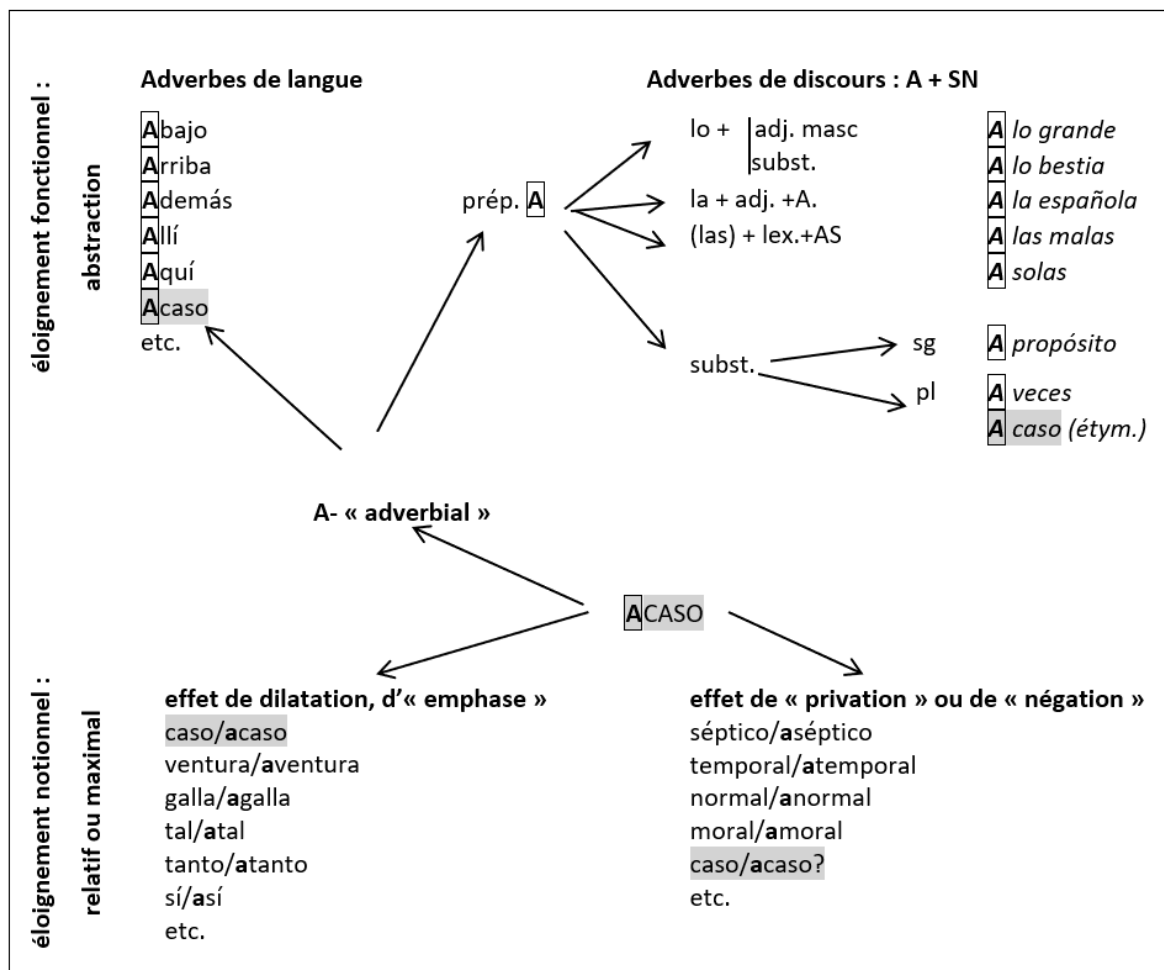 éloignement fonctionnel :
abstraction
Adverbes de langue
Abajo
Arriba
Además
Allí
Aquí
Acaso
etc.
prép. A
Adverbes de discours : A + SN
lo + adj. masc
subst.
la + adj. +A.
(las) + lex.+AS
A lo grande
A lo bestia
A la española
A las malas
A solas
subst.
sg
A propósito
pl
A veces
A caso (étym.)
A- « adverbial »
ACASO
éloignement notionnel :
relatif ou maximal
effet de dilatation, d'« emphase »
caso/acaso
ventura/aventura
galla/agalla
tal/atal
tanto/atanto
sí/así
etc.
effet de « privation » ou de « négation »
séptico/aséptico
temporal/atemporal
normal/anormal
moral/amoral
caso/acaso?
etc.